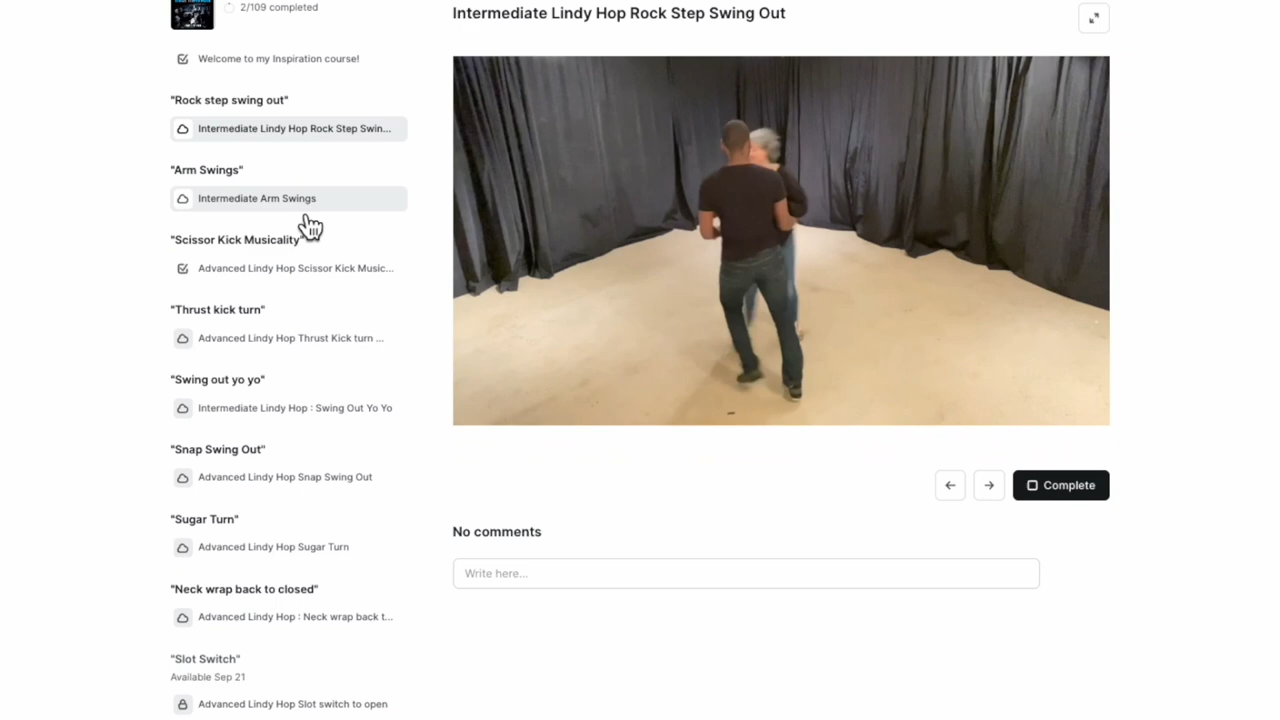 2/109 completed
Welcome to my Inspiration course!
"Rock step swing out"
Intermediate Lindy Hop Rock Step Swin...
"Arm Swings"
Intermediate Arm Swings
"Scissor Kick Musicality"
Advanced Lindy Hop Scissor Kick Music...
"Thrust kick turn"
Advanced Lindy Hop Thrust Kick turn ...
"Swing out yo yo"
Intermediate Lindy Hop : Swing Out Yo Yo
"Snap Swing Out"
Advanced Lindy Hop Snap Swing Out
"Sugar Turn"
Advanced Lindy Hop Sugar Turn
"Neck wrap back to closed"
Advanced Lindy Hop : Neck wrap back t...
"Slot Switch"
Available Sep 21
Advanced Lindy Hop Slot switch to open
Intermediate Lindy Hop Rock Step Swing Out
Complete
No comments
Write here...